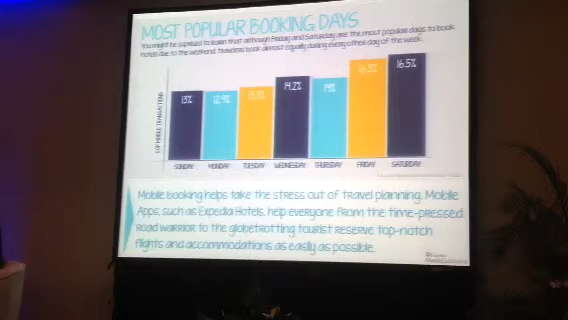 MOST POPULAR BOOKING DAYS
You might be surprised to learn that although Friday and Saturday are the most popular days to book
hotels due to the weekend, travelers book almost equally during every other day of the week.
% OF MOBILE TRANSACTIONS
13% 12.9% 13.3% 14.2% 14% 16.3% 16.5%
SUNDAY MONDAY TUESDAY WEDNESDAY THURSDAY FRIDAY SATURDAY
Mobile booking helps take the stress out of travel planning. Mobile
Apps, such as Expedia Hotels, help everyone from the time-pressed
road warrior to the globetrotting tourist reserve top-notch
flights and accommodations as easily as possible.